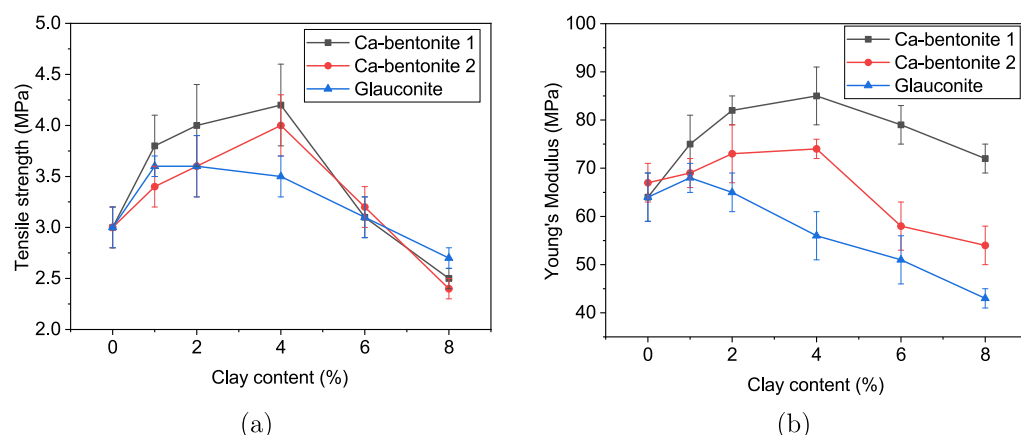 5.0
4.5
4.0
3.5
3.0
2.5
2.0
Tensile strength (MPa)
Ca-bentonite 1
Ca-bentonite 2
Glauconite
0 2 4 6 8
Clay content (%)
(a)
100
90
80
70
60
50
40
Young's Modulus (MPa)
Ca-bentonite 1
Ca-bentonite 2
Glauconite
0 2 4 6 8
Clay content (%)
(b)